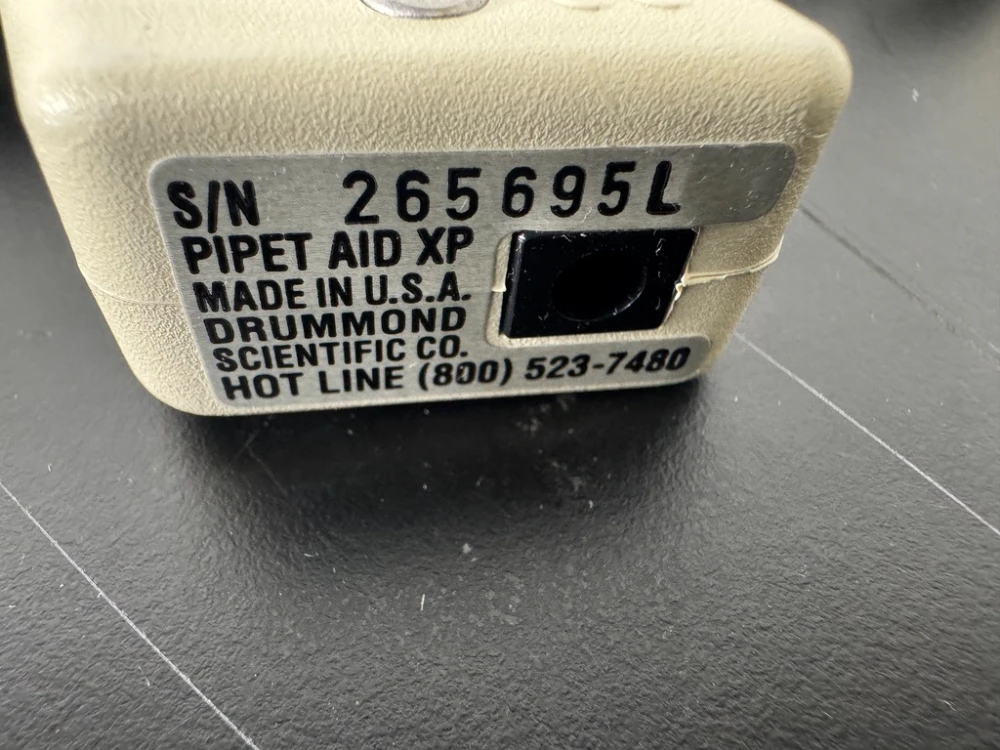 S/N 265695L
PIPET AID XP
MADE IN U.S.A.
DRUMMOND
SCIENTIFIC CO.
HOT LINE (800) 523-7480